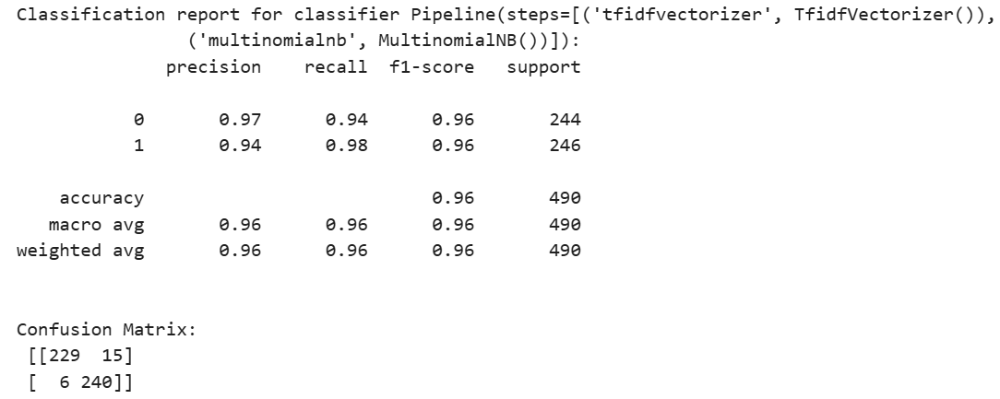 Classification report for classifier Pipeline(steps=[('tfidfvectorizer', TfidfVectorizer()),
                ('multinomialnb', MultinomialNB())]):
              precision    recall  f1-score   support

           0       0.97      0.94      0.96       244
           1       0.94      0.98      0.96       246

    accuracy                           0.96       490
   macro avg       0.96      0.96      0.96       490
weighted avg       0.96      0.96      0.96       490


Confusion Matrix:
 [[229  15]
 [  6 240]]